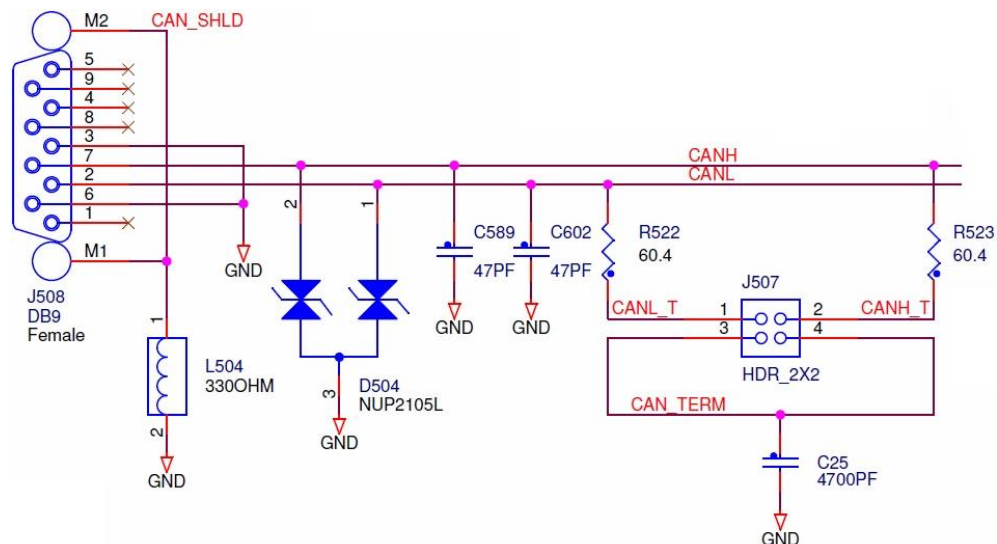 M2
CAN_SHLD
5
9
4
8
3
7
2
6
1
M1
J508
DB9
Female
GND
CANH
CANL
2
1
C589
47PF
C602
47PF
R522
60.4
R523
60.4
GND
GND
J507
CANL_T
1
2
CANH_T
3
4
HDR_2X2
1
L504
330OHM
2
GND
D504
NUP2105L
3
GND
CAN_TERM
C25
4700PF
GND